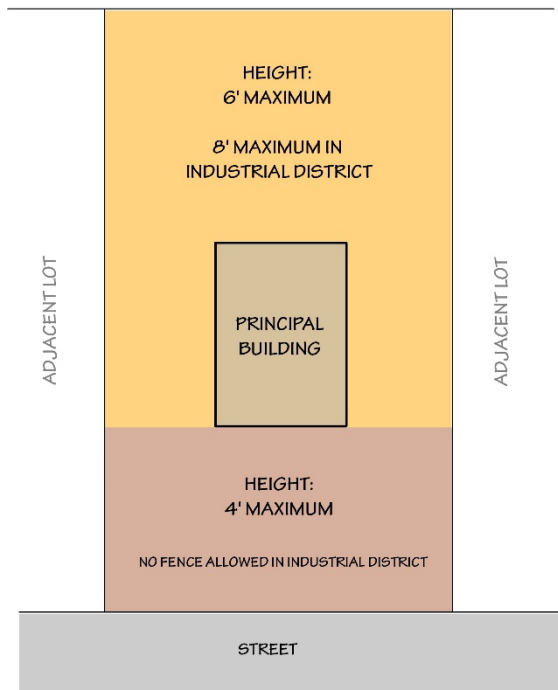 HEIGHT:
6' MAXIMUM
8' MAXIMUM IN
INDUSTRIAL DISTRICT
ADJACENT LOT
PRINCIPAL
BUILDING
ADJACENT LOT
HEIGHT:
4' MAXIMUM
NO FENCE ALLOWED IN INDUSTRIAL DISTRICT
STREET